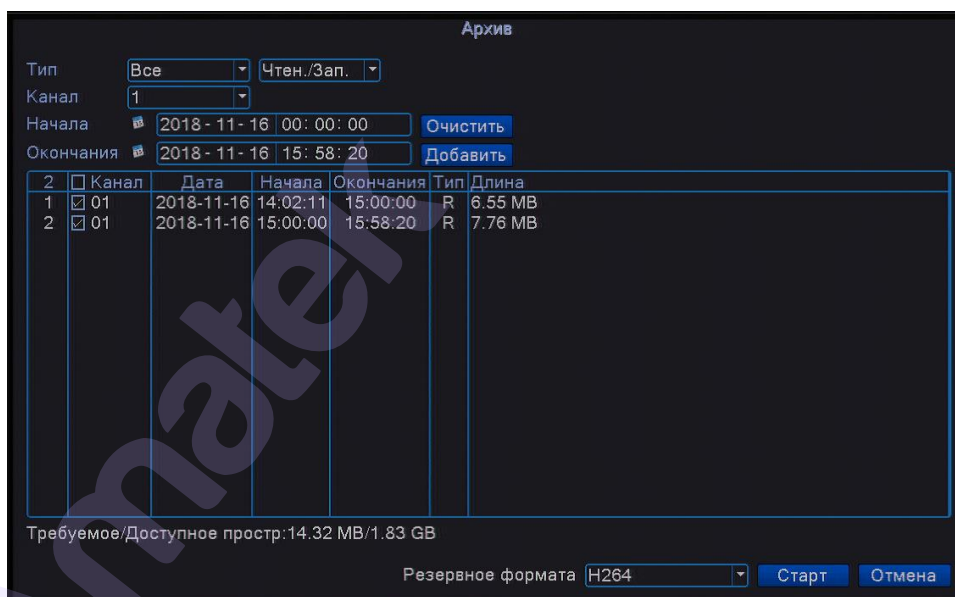 Архив
Тип Все Чтен./Зап.
Канал 1
Начала 2018 - 11 - 16 00: 00: 00 Очистить
Окончания 2018 - 11 - 16 15: 58: 20 Добавить
2 Канал Дата Начала Окончания Тип Длина
1 01 2018-11-16 14:02:11 15:00:00 R 6.55 MB
2 01 2018-11-16 15:00:00 15:58:20 R 7.76 MB
Требуемое/Доступное простр:14.32 MB/1.83 GB
Резервное формата H264 Старт Отмена
matek